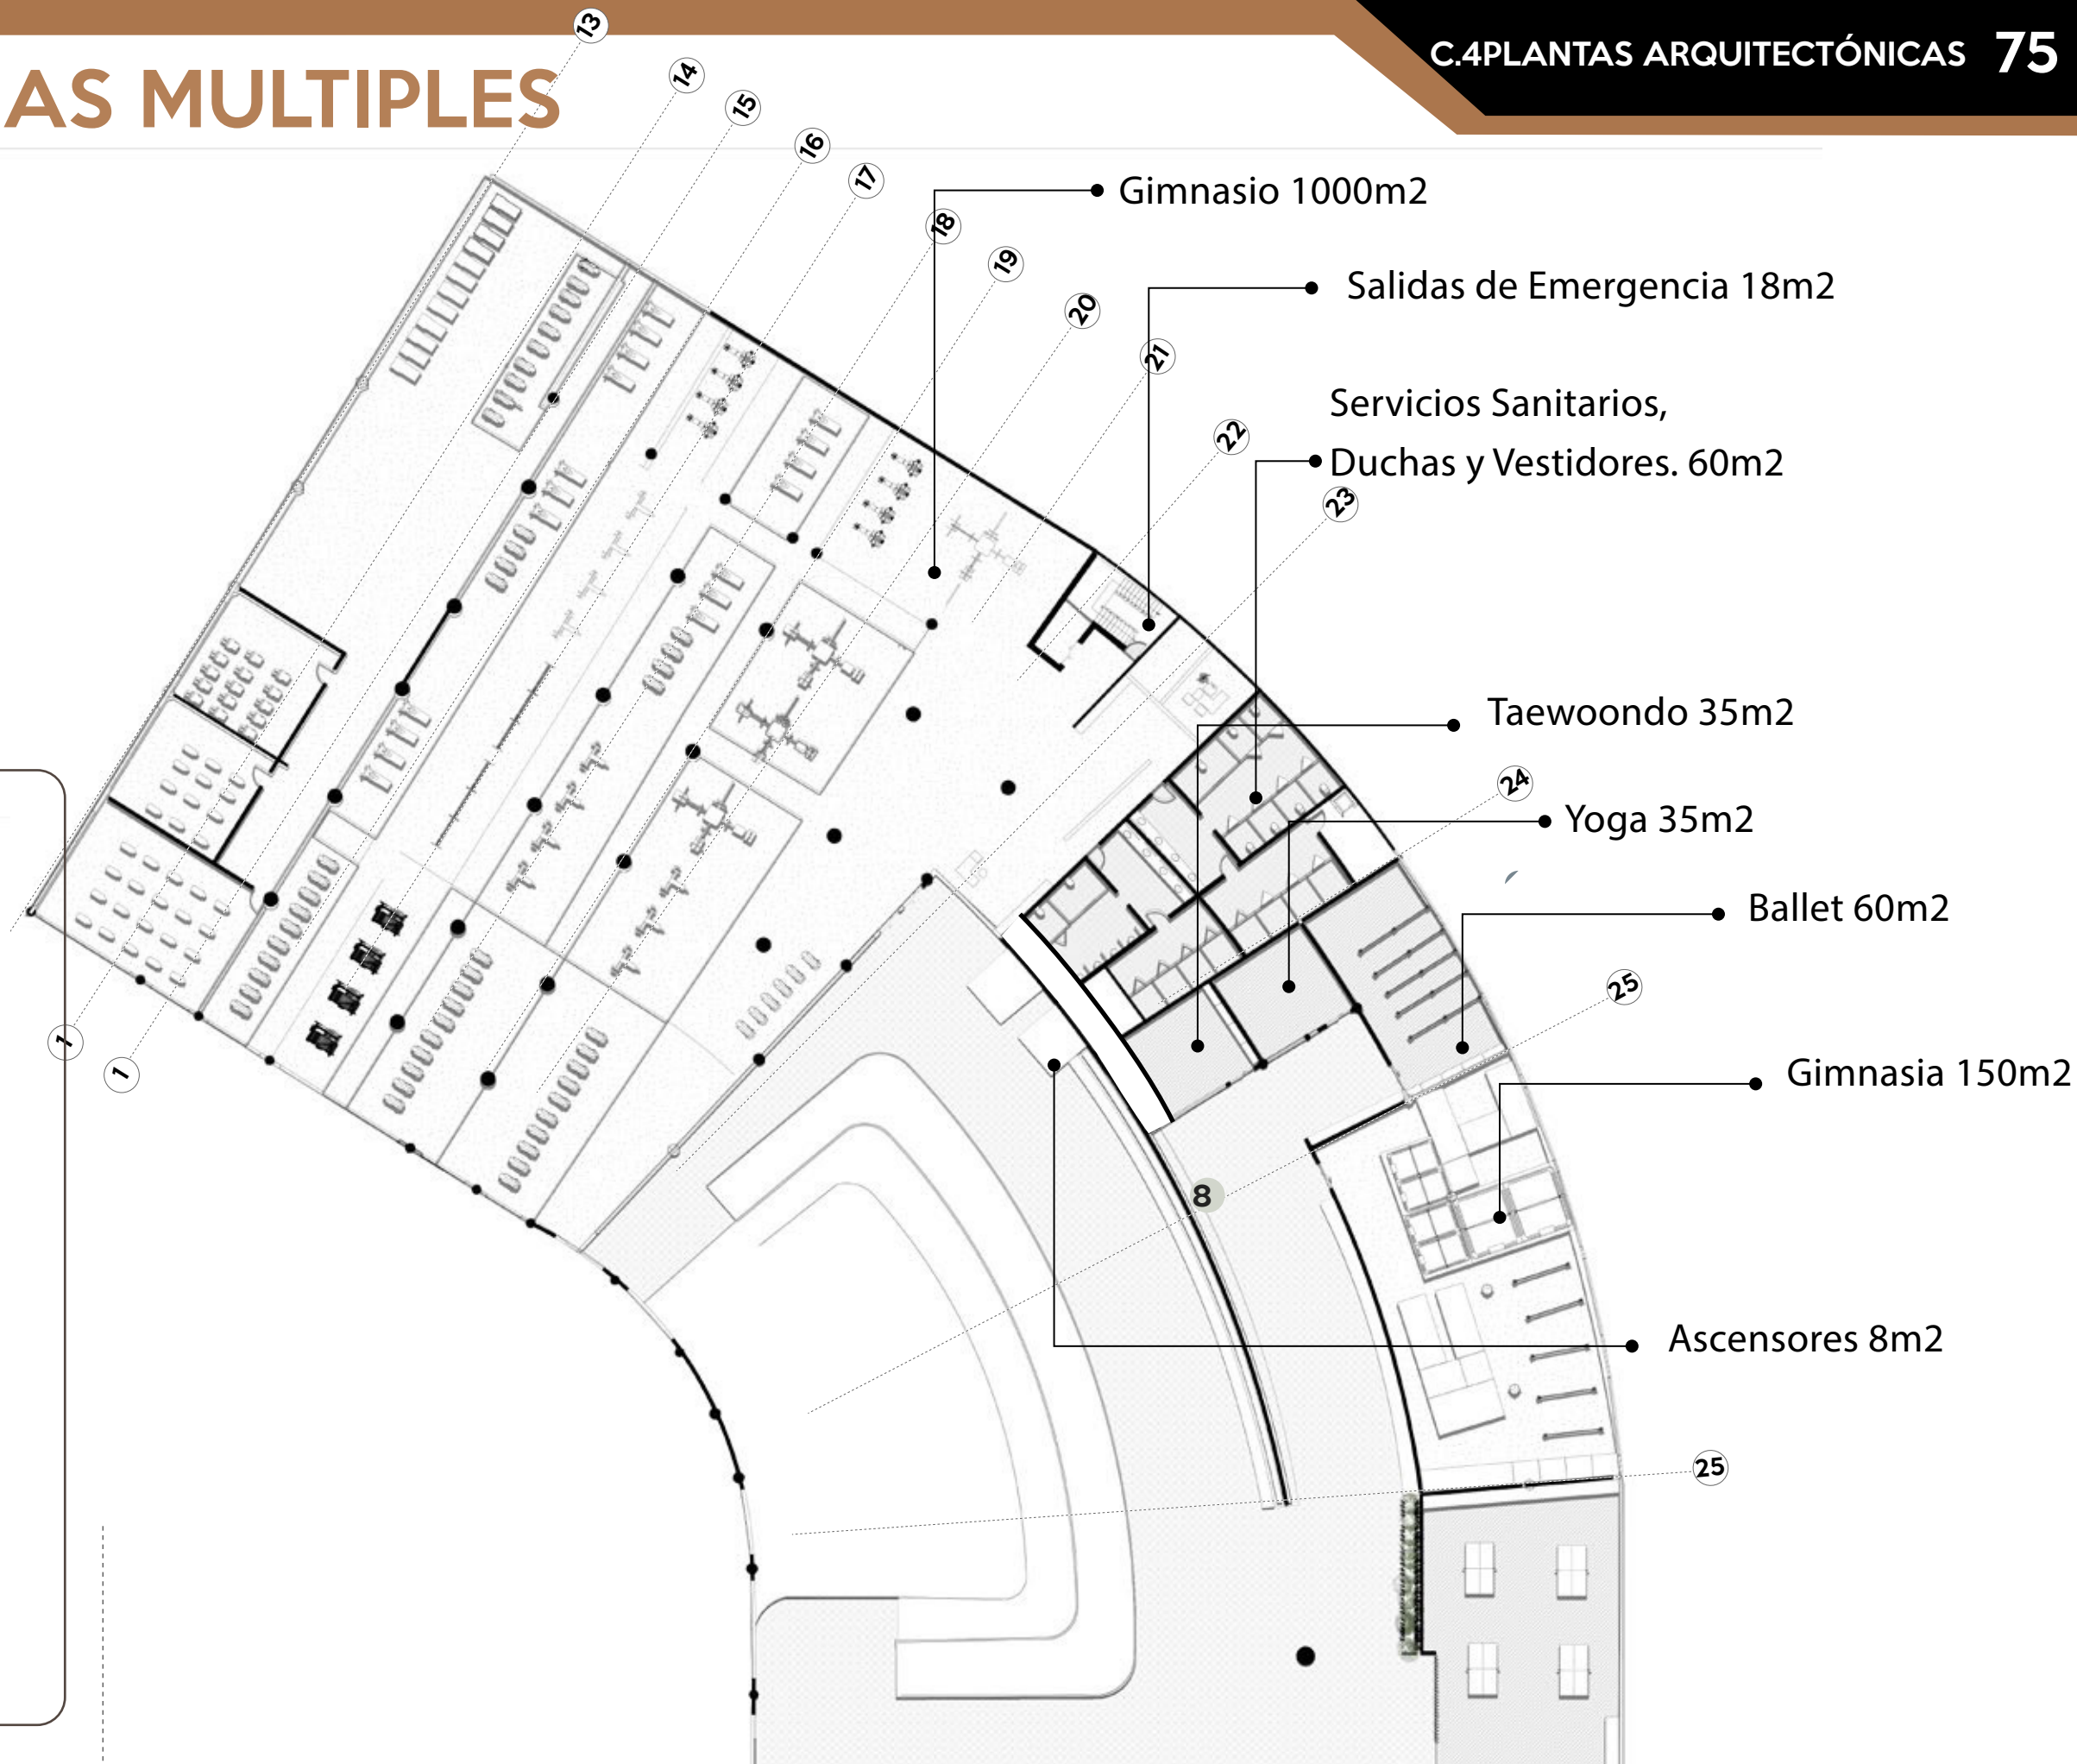 C.4PLANTAS ARQUITECTÓNICAS 75
AS MULTIPLES
13
14
15
16
17
18
19
20
21
22
23
24
25
25
1
1
8
Gimnasio 1000m2
Salidas de Emergencia 18m2
Servicios Sanitarios,
Duchas y Vestidores. 60m2
Taewoondo 35m2
Yoga 35m2
Ballet 60m2
Gimnasia 150m2
Ascensores 8m2